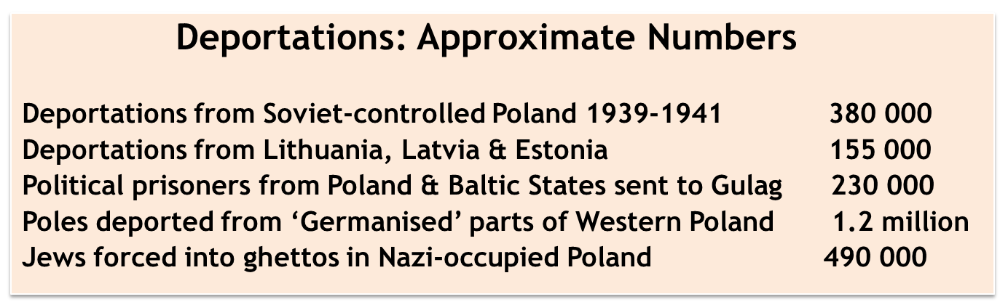 Deportations: Approximate Numbers
Deportations from Soviet-controlled Poland 1939-1941 380 000
Deportations from Lithuania, Latvia & Estonia 155 000
Political prisoners from Poland & Baltic States sent to Gulag 230 000
Poles deported from ‘Germanised’ parts of Western Poland 1.2 million
Jews forced into ghettos in Nazi-occupied Poland 490 000